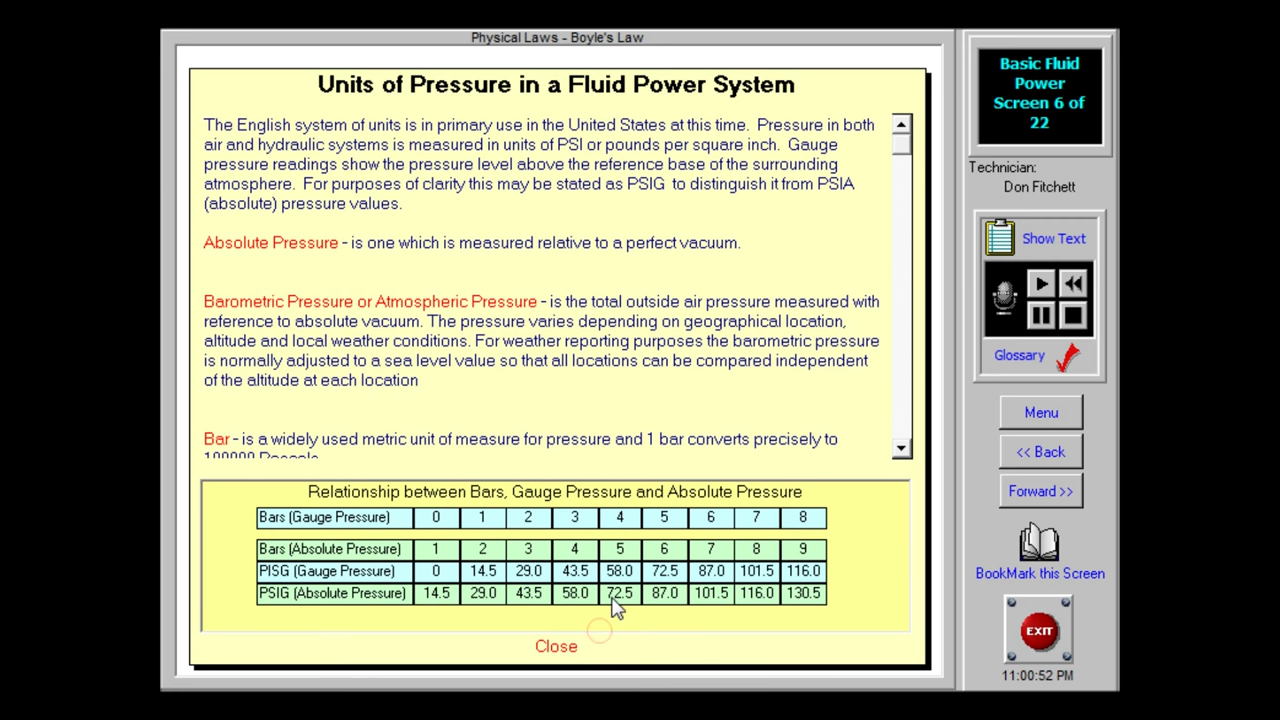 Physical Laws - Boyle's Law
Units of Pressure in a Fluid Power System
The English system of units is in primary use in the United States at this time. Pressure in both
air and hydraulic systems is measured in units of PSI or pounds per square inch. Gauge
pressure readings show the pressure level above the reference base of the surrounding
atmosphere. For purposes of clarity this may be stated as PSIG to distinguish it from PSIA
(absolute) pressure values.
Absolute Pressure - is one which is measured relative to a perfect vacuum.
Barometric Pressure or Atmospheric Pressure - is the total outside air pressure measured with
reference to absolute vacuum. The pressure varies depending on geographical location,
altitude and local weather conditions. For weather reporting purposes the barometric pressure
is normally adjusted to a sea level value so that all locations can be compared independent
of the altitude at each location
Bar - is a widely used metric unit of measure for pressure and 1 bar converts precisely to
100000 Pascals
Relationship between Bars, Gauge Pressure and Absolute Pressure
Bars (Gauge Pressure) 0 1 2 3 4 5 6 7 8
Bars (Absolute Pressure) 1 2 3 4 5 6 7 8 9
PISG (Gauge Pressure) 0 14.5 29.0 43.5 58.0 72.5 87.0 101.5 116.0
PSIG (Absolute Pressure) 14.5 29.0 43.5 58.0 72.5 87.0 101.5 116.0 130.5
Close
Basic Fluid
Power
Screen 6 of
22
Technician:
Don Fitchett
Show Text
Glossary
Menu
<< Back
Forward >>
BookMark this Screen
EXIT
11:00:52 PM